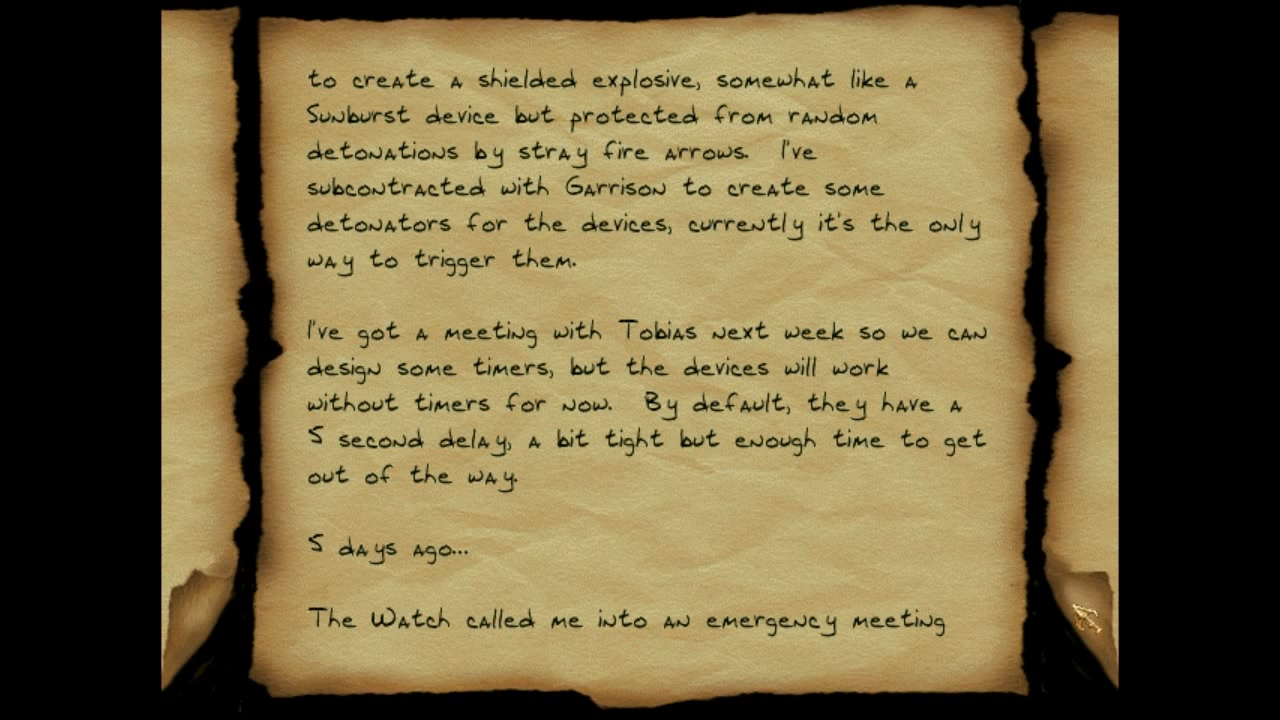 to create a shielded explosive, somewhat like a
Sunburst device but protected from random
detonations by stray fire arrows.  I've
subcontracted with Garrison to create some
detonators for the devices, currently it's the only
way to trigger them.

I've got a meeting with Tobias next week so we can
design some timers, but the devices will work
without timers for now.  By default, they have a
5 second delay, a bit tight but enough time to get
out of the way.

5 days ago...

The Watch called me into an emergency meeting